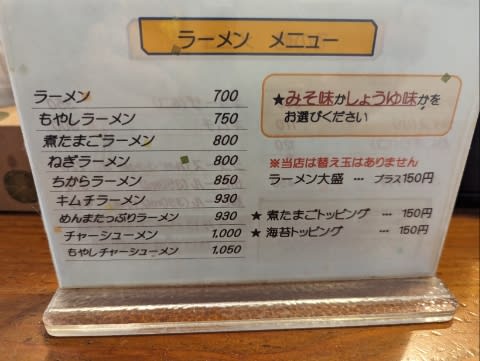 ラーメン メニュー
ラーメン 700
もやしラーメン 750
煮たまごラーメン 800
ねぎラーメン 800
ちからラーメン 850
キムチラーメン 930
めんまたっぷりラーメン 930
チャーシューメン 1,000
もやしチャーシューメン 1,050
★みそ味かしょうゆ味かを
お選びください
※当店は替え玉はありません
ラーメン大盛 … プラス150円
★ 煮たまごトッピング … 150円
★ 海苔トッピング … 150円